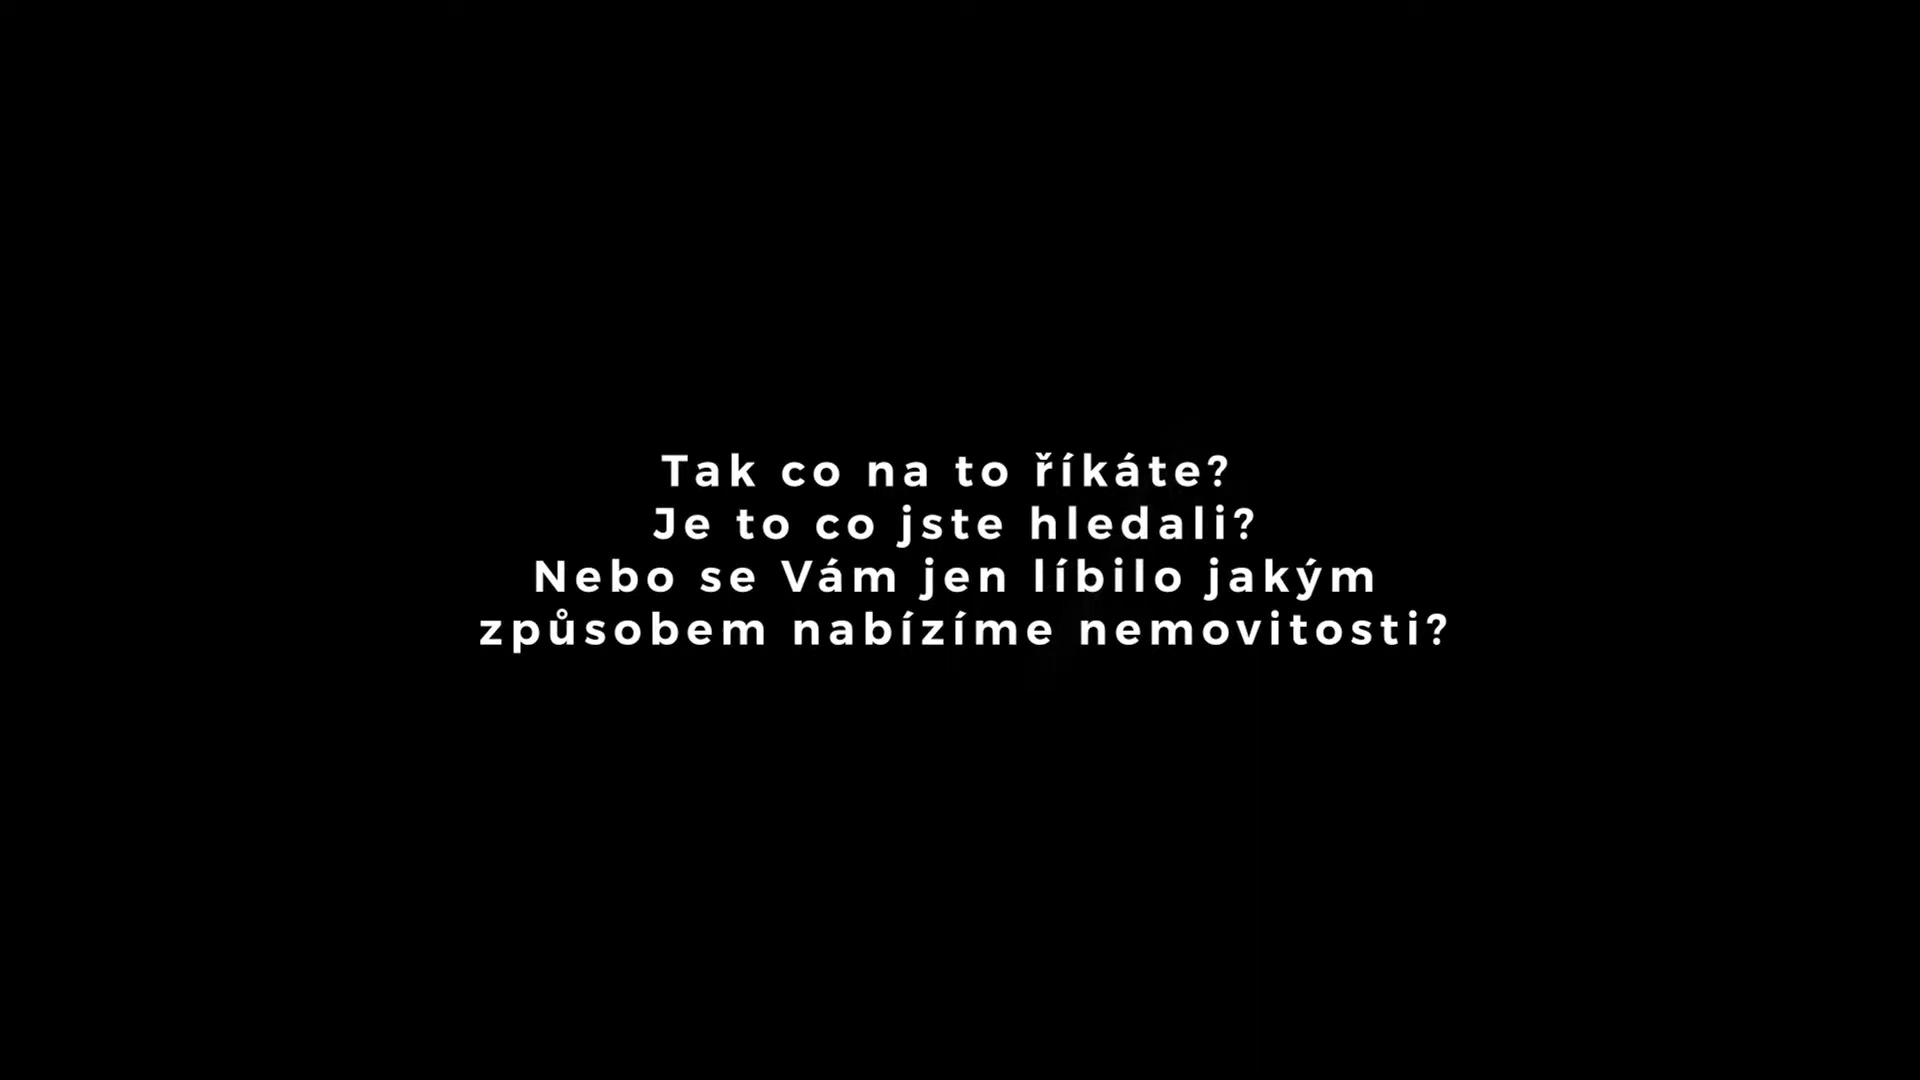 Tak co na to říkáte?
Je to co jste hledali?
Nebo se Vám jen líbilo jakým
způsobem nabízíme nemovitosti?